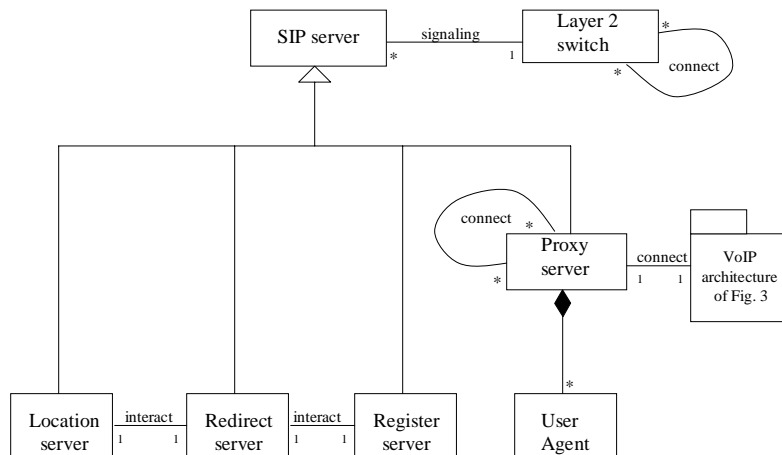 SIP server
signaling
*
1
Layer 2
switch
*
*
connect
connect
*
*
Proxy
server
connect
1
1
VoIP
architecture
of Fig. 3
*
Location
server
interact
1
1
Redirect
server
interact
1
1
Register
server
User
Agent